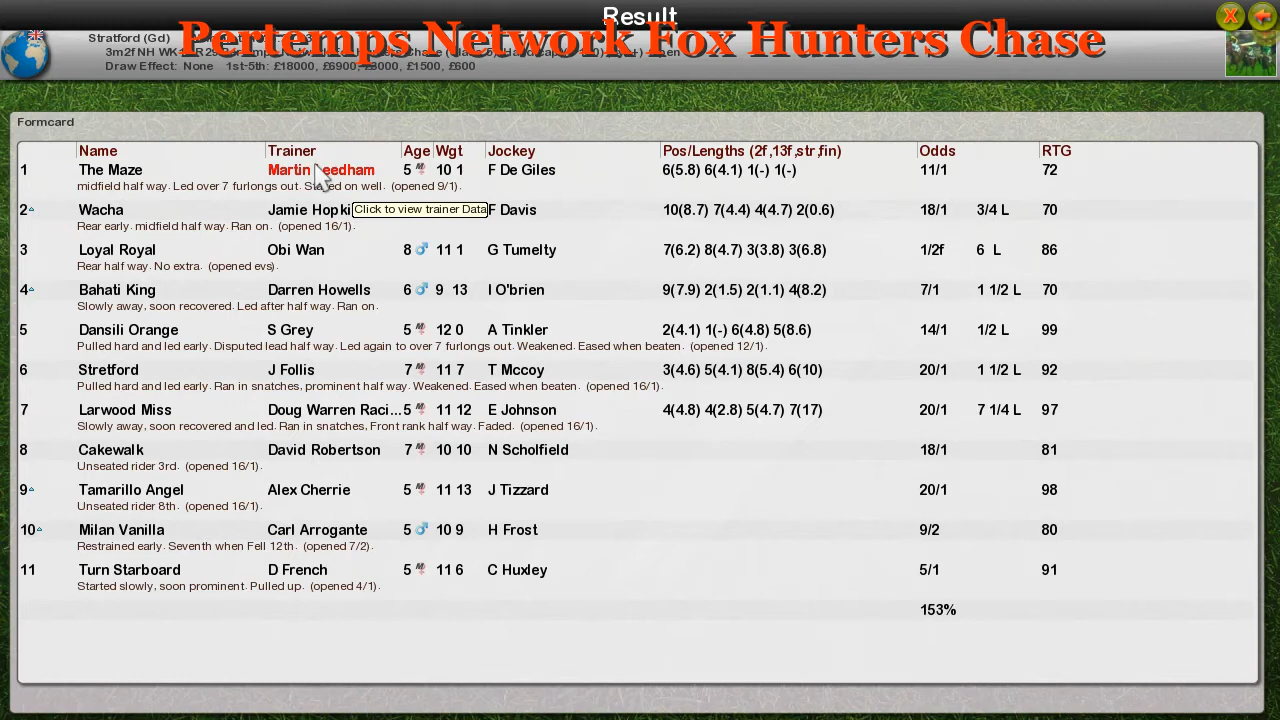 Result
Pertemps Network Fox Hunters Chase
Stratford (Gd)
3m2f NH
Draw Effect: None 1st-5th: £18000, £6900, £3000, £1500, £600
Formcard
Name Trainer Age Wgt Jockey Pos/Lengths (2f,13f,str,fin) Odds RTG
1 The Maze Martin 5 10 1 F De Giles 6(5.8) 6(4.1) 1(-) 1(-) 11/1 72
midfield half way. Led over 7 furlongs out. on well. (opened 9/1).
2 Wacha Jamie F Davis 10(8.7) 7(4.4) 4(4.7) 2(0.6) 18/1 3/4 L 70
Click to view trainer Data
Rear early. midfield half way. Ran on. (opened 16/1).
3 Loyal Royal Obi Wan 8 11 1 G Tumelty 7(6.2) 8(4.7) 3(3.8) 3(6.8) 1/2f 6 L 86
Rear half way. No extra. (opened evs).
4 Bahati King Darren Howells 6 9 13 I O'brien 9(7.9) 2(1.5) 2(1.1) 4(8.2) 7/1 1 1/2 L 70
Slowly away, soon recovered. Led after half way. Ran on.
5 Dansili Orange S Grey 5 12 0 A Tinkler 2(4.1) 1(-) 6(4.8) 5(8.6) 14/1 1/2 L 99
Pulled hard and led early. Disputed lead half way. Led again to over 7 furlongs out. Weakened. Eased when beaten. (opened 12/1).
6 Stretford J Follis 7 11 7 T Mccoy 3(4.6) 5(4.1) 8(5.4) 6(10) 20/1 1 1/2 L 92
Pulled hard and led early. Ran in snatches, prominent half way. Weakened. Eased when beaten. (opened 16/1).
7 Larwood Miss Doug Warren Raci... 5 11 12 E Johnson 4(4.8) 4(2.8) 5(4.7) 7(17) 20/1 7 1/4 L 97
Slowly away, soon recovered and led. Ran in snatches, Front rank half way. Faded. (opened 16/1).
8 Cakewalk David Robertson 7 10 10 N Scholfield 18/1 81
Unseated rider 3rd. (opened 16/1).
9 Tamarillo Angel Alex Cherrie 5 11 13 J Tizzard 20/1 98
Unseated rider 8th. (opened 16/1).
10 Milan Vanilla Carl Arrogante 5 10 9 H Frost 9/2 80
Restrained early. Seventh when Fell 12th. (opened 7/2).
11 Turn Starboard D French 5 11 6 C Huxley 5/1 91
Started slowly, soon prominent. Pulled up. (opened 4/1).
153%